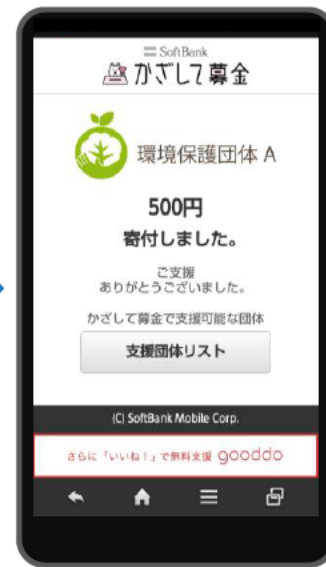 SoftBank
かざして募金
環境保護団体 A
500円
寄付しました。
ご支援
ありがとうございました。
かざして募金で支援可能な団体
支援団体リスト
(C) SoftBank Mobile Corp.
さらに「いいね！」で無料支援 gooddo